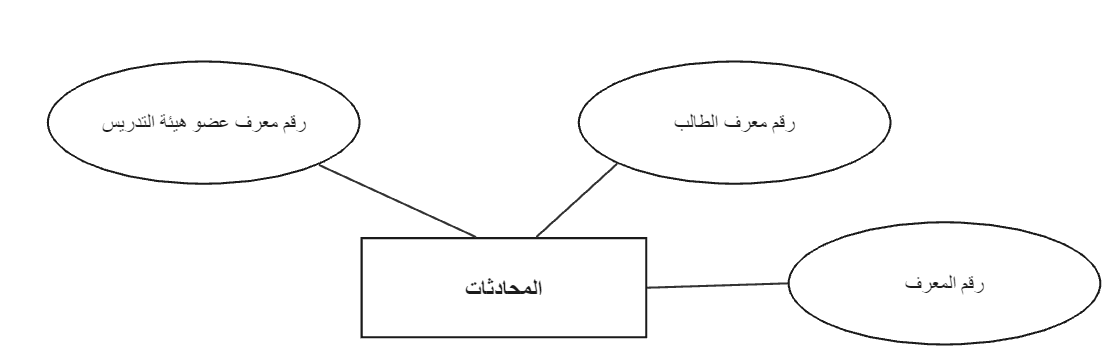 رقم معرف الطالب
رقم معرف عضو هيئة التدريس
المحادثات
رقم المعرف